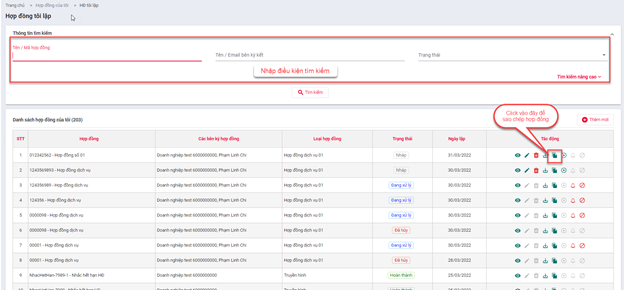 Trang chủ > Hợp đồng của tôi > HĐ tôi lập
Hợp đồng tôi lập
Thông tin tìm kiếm
Tên / Mã hợp đồng
Tên / Email bên ký kết
Trạng thái
Nhập điều kiện tìm kiếm
Tìm kiếm nâng cao
Tìm kiếm
Click vào đây để
sao chép hợp đồng
Danh sách hợp đồng của tôi (203)
Thêm mới
STT Hợp đồng Các bên ký hợp đồng Loại hợp đồng Trạng thái Ngày lập Tác động
1 012342562 - Hợp đồng số 01 Doanh nghiệp test 6000000000, Phạm Linh Chi Hợp đồng dịch vụ 01 Nháp 31/03/2022
2 1243569893 - Hợp đồng dịch vụ Doanh nghiệp test 6000000000, Phạm Linh Chi Hợp đồng dịch vụ 01 Nháp 30/03/2022
3 124356989 - Hợp đồng dịch vụ Doanh nghiệp test 6000000000, Phạm Linh Chi Hợp đồng dịch vụ 01 Đang xử lý 30/03/2022
4 124356 - Hợp đồng dịch vụ Doanh nghiệp test 6000000000, Phạm Linh Chi Hợp đồng dịch vụ 01 Đang xử lý 30/03/2022
5 0000098 - Hợp đồng dịch vụ Doanh nghiệp test 6000000000, Phạm Linh Chi Hợp đồng dịch vụ 01 Đang xử lý 30/03/2022
6 0000098 - Hợp đồng dịch vụ Doanh nghiệp test 6000000000, Phạm Linh Chi Hợp đồng dịch vụ 01 Đã hủy 30/03/2022
7 00001 - Hợp đồng dịch vụ Doanh nghiệp test 6000000000, Phạm Linh Chi Hợp đồng dịch vụ 01 Đang xử lý 30/03/2022
8 00001 - Hợp đồng dịch vụ Doanh nghiệp test 6000000000, Phạm Linh Chi Hợp đồng dịch vụ 01 Đã hủy 28/03/2022
9 - Nhắc hết hạn HĐ Doanh nghiệp test 6000000000 Truyền hình Hoàn thành 25/03/2022